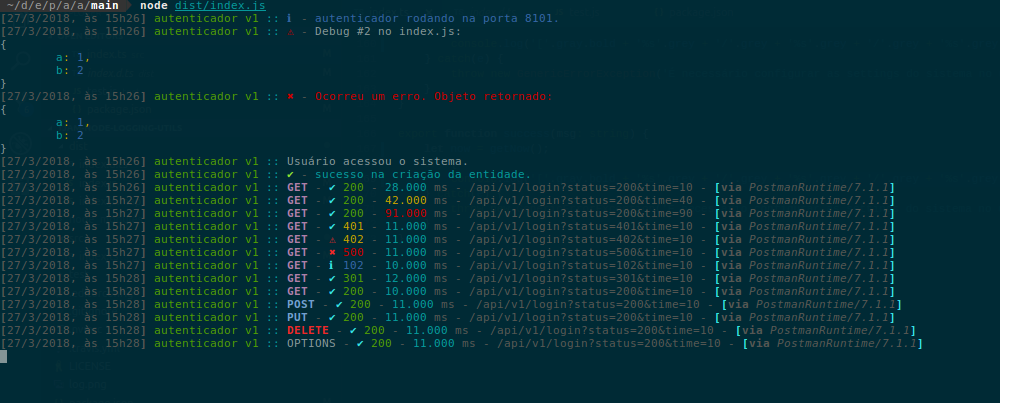 ~/d/e/p/a/a/main node dist/index.js
[27/3/2018, às 15h26] autenticador v1 :: ℹ - autenticador rodando na porta 8101.
[27/3/2018, às 15h26] autenticador v1 :: ⚠ - Debug #2 no index.js:
{
a: 1,
b: 2
}
[27/3/2018, às 15h26] autenticador v1 :: ✖ - Ocorreu um erro. Objeto retornado:
{
a: 1,
b: 2
}
[27/3/2018, às 15h26] autenticador v1 :: Usuário acessou o sistema.
[27/3/2018, às 15h26] autenticador v1 :: ✔ - sucesso na criação da entidade.
[27/3/2018, às 15h26] autenticador v1 :: GET - ✔ 200 - 28.000 ms - /api/v1/login?status=200&time=10 - [via PostmanRuntime/7.1.1]
[27/3/2018, às 15h27] autenticador v1 :: GET - ✔ 200 - 42.000 ms - /api/v1/login?status=200&time=40 - [via PostmanRuntime/7.1.1]
[27/3/2018, às 15h27] autenticador v1 :: GET - ✔ 200 - 91.000 ms - /api/v1/login?status=200&time=90 - [via PostmanRuntime/7.1.1]
[27/3/2018, às 15h27] autenticador v1 :: GET - ✔ 401 - 11.000 ms - /api/v1/login?status=401&time=10 - [via PostmanRuntime/7.1.1]
[27/3/2018, às 15h27] autenticador v1 :: GET - ⚠ 402 - 11.000 ms - /api/v1/login?status=402&time=10 - [via PostmanRuntime/7.1.1]
[27/3/2018, às 15h27] autenticador v1 :: GET - ✖ 500 - 11.000 ms - /api/v1/login?status=500&time=10 - [via PostmanRuntime/7.1.1]
[27/3/2018, às 15h27] autenticador v1 :: GET - ℹ 102 - 10.000 ms - /api/v1/login?status=102&time=10 - [via PostmanRuntime/7.1.1]
[27/3/2018, às 15h28] autenticador v1 :: GET - ✔ 301 - 12.000 ms - /api/v1/login?status=301&time=10 - [via PostmanRuntime/7.1.1]
[27/3/2018, às 15h28] autenticador v1 :: GET - ✔ 200 - 10.000 ms - /api/v1/login?status=200&time=10 - [via PostmanRuntime/7.1.1]
[27/3/2018, às 15h28] autenticador v1 :: POST - ✔ 200 - 11.000 ms - /api/v1/login?status=200&time=10 - [via PostmanRuntime/7.1.1]
[27/3/2018, às 15h28] autenticador v1 :: PUT - ✔ 200 - 11.000 ms - /api/v1/login?status=200&time=10 - [via PostmanRuntime/7.1.1]
[27/3/2018, às 15h28] autenticador v1 :: DELETE - ✔ 200 - 11.000 ms - /api/v1/login?status=200&time=10 - [via PostmanRuntime/7.1.1]
[27/3/2018, às 15h28] autenticador v1 :: OPTIONS - ✔ 200 - 11.000 ms - /api/v1/login?status=200&time=10 - [via PostmanRuntime/7.1.1]